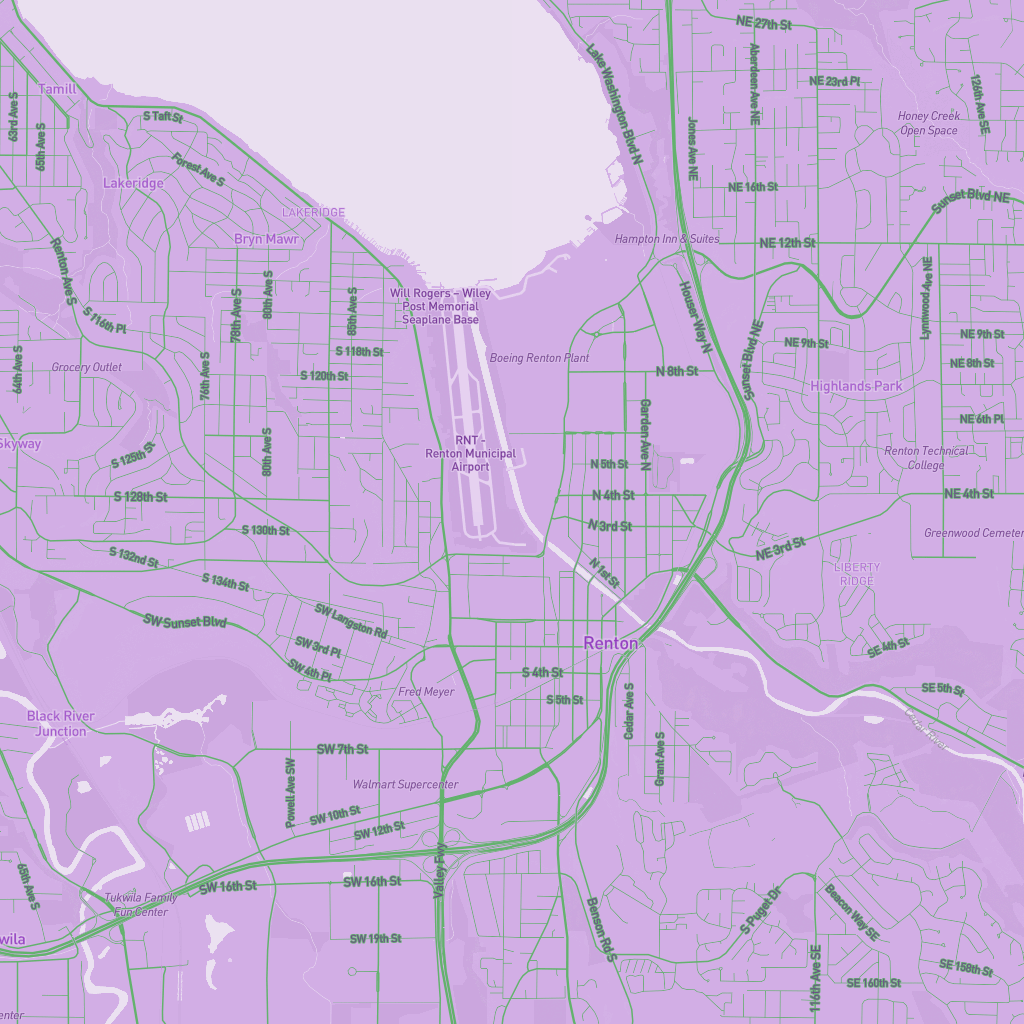 NE 27th St
Lake Washington Blvd N
Aberdeen Ave NE
NE 23rd Pl
126th Ave SE
Tamill
63rd Ave S
65th Ave S
S Taft St
Honey Creek
Open Space
Jones Ave NE
Forest Ave S
Lakeridge
NE 16th St
Sunset Blvd NE
LAKERIDGE
Bryn Mawr
Hampton Inn & Suites
NE 12th St
Renton Ave S
80th Ave S
78th Ave S
85th Ave S
Will Rogers – Wiley
Post Memorial
Seaplane Base
Houser Way N
Lynnwood Ave NE
S 116th Pl
Sunset Blvd NE
NE 9th St
NE 9th St
64th Ave S
Grocery Outlet
76th Ave S
S 118th St
S 120th St
Boeing Renton Plant
N 8th St
NE 8th St
Highlands Park
Garden Ave N
NE 6th Pl
Skyway
S 125th St
80th Ave S
RNT -
Renton Municipal
Airport
N 5th St
Renton Technical
College
S 128th St
N 4th St
NE 4th St
S 130th St
N 3rd St
NE 3rd St
Greenwood Cemeter
S 132nd St
S 134th St
N 1st St
LIBERTY
RIDGE
SW Sunset Blvd
SW Langston Rd
SW 3rd Pl
SW 4th Pl
Renton
SE 4th St
S 4th St
Fred Meyer
S 5th St
Cedar Ave S
SE 5th St
Black River
Junction
Cedar River
SW 7th St
Grant Ave S
Powell Ave SW
Walmart Supercenter
SW 10th St
SW 12th St
Valley Fwy
65th Ave S
SW 16th St
SW 16th St
Tukwila Family
Fun Center
S Puget Dr
Beacon Way SE
Benson Rd S
wila
SW 19th St
116th Ave SE
SE 158th St
SE 160th St
enter